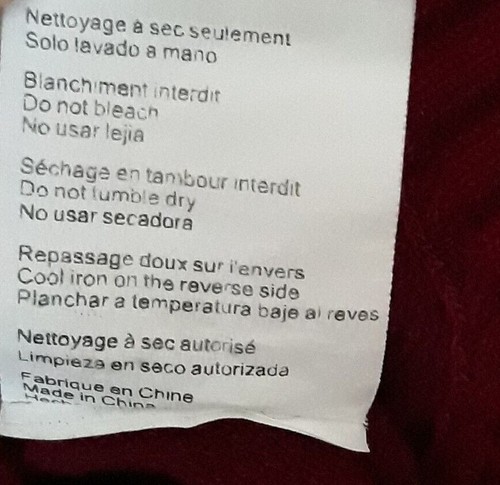 Nettoyage à sec seulement
Solo lavado a mano
Blanchiment interdit
Do not bleach
No usar lejia
Séchage en tambour interdit
Do not tumble dry
No usar secadora
Repassage doux sur l'envers
Cool iron on the reverse side
Planchar a temperatura baje al reves
Nettoyage à sec autorisé
Limpieza en seco autorizada
Fabrique en Chine
Made in China